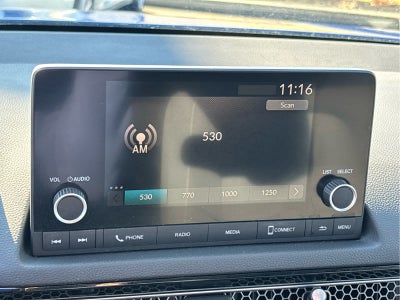 11:16
Scan
530
AM
VOL AUDIO
LIST SELECT
530 770 1000 1250
PHONE RADIO MEDIA CONNECT MENU